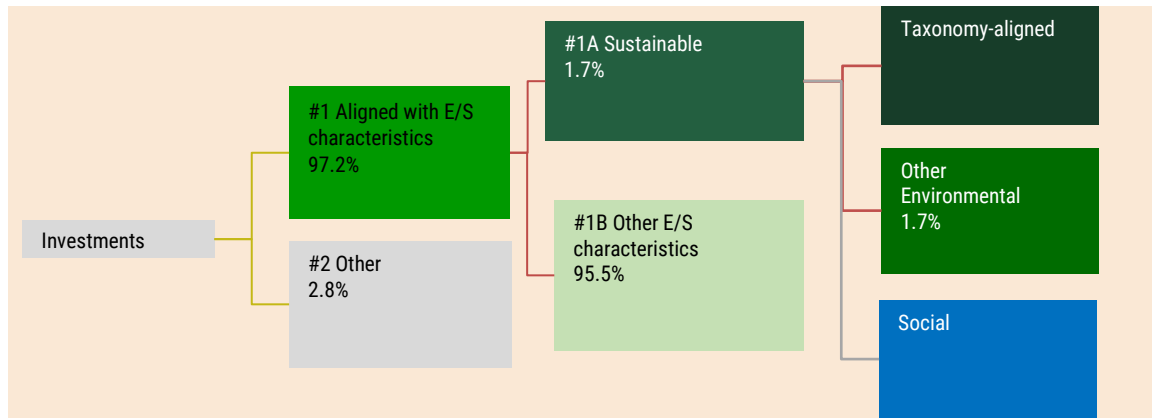 Investments
#1 Aligned with E/S
characteristics
97.2%
#2 Other
2.8%
#1A Sustainable
1.7%
#1B Other E/S
characteristics
95.5%
Taxonomy-aligned
Other
Environmental
1.7%
Social